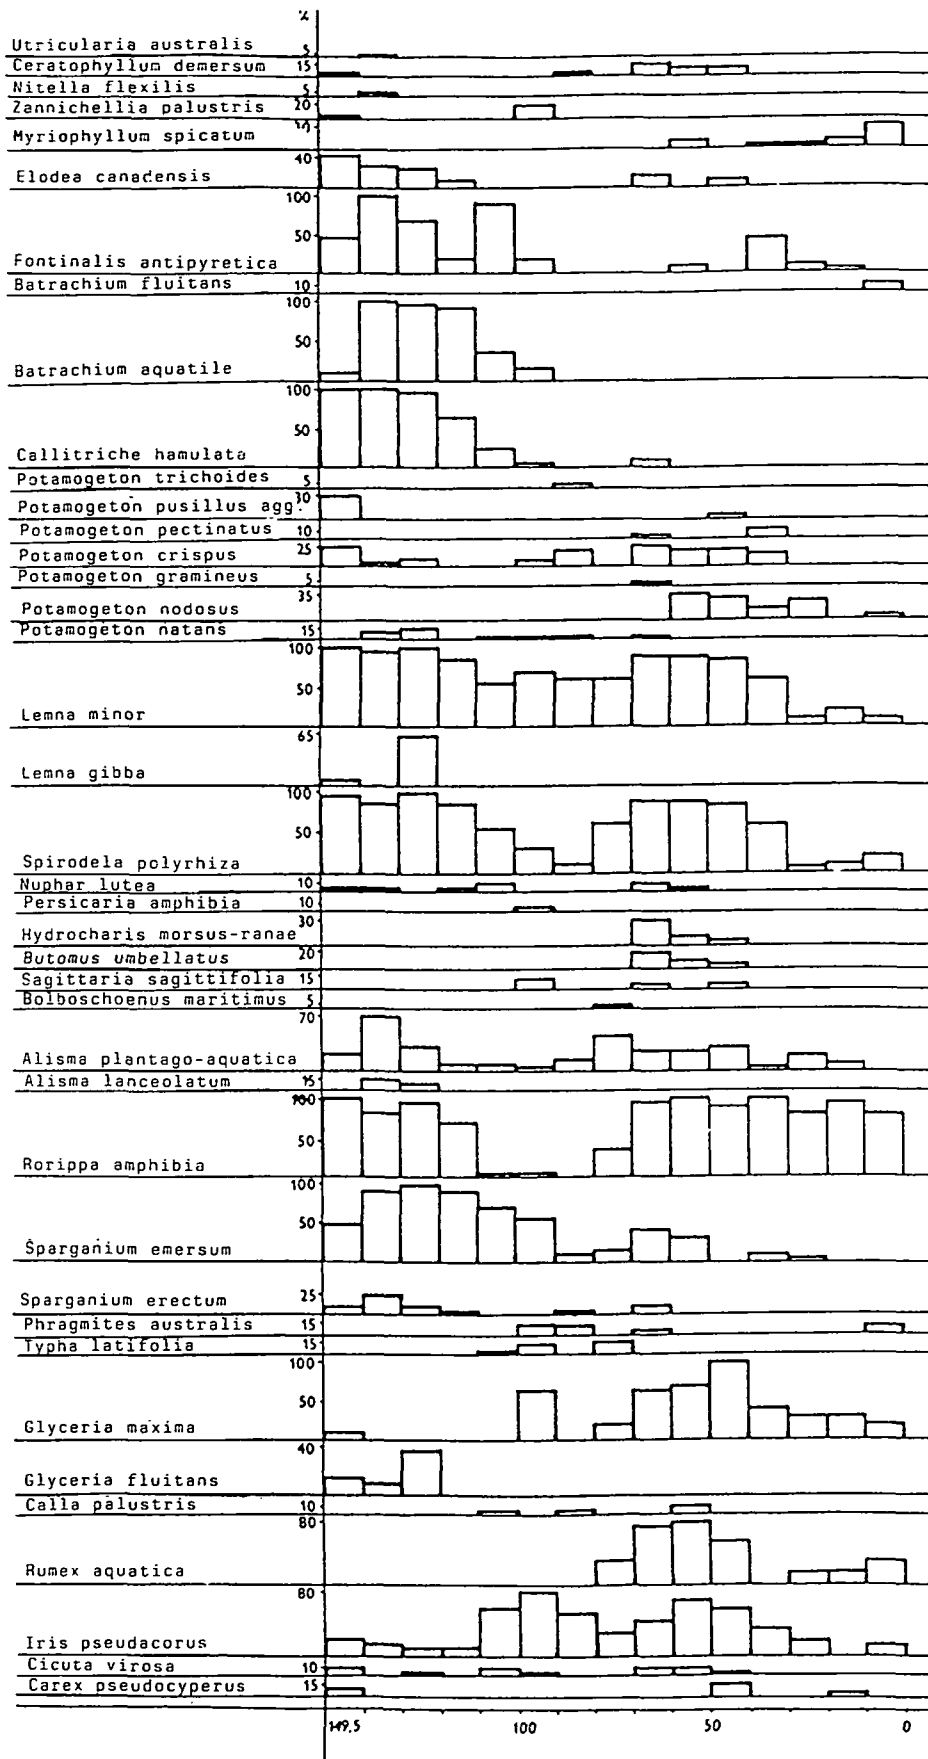 %
Utricularia australis 5
Ceratophyllum demersum 15
Nitella flexilis 5
Zannichellia palustris 20
Myriophyllum spicatum 30
Elodea canadensis 40
100
50
Fontinalis antipyretica
Batrachium fluitans 10
100
50
Batrachium aquatile
100
50
Callitriche hamulata
Potamogeton trichoides 5
Potamogeton pusillus agg. 30
Potamogeton pectinatus 10
Potamogeton crispus 25
Potamogeton gramineus 5
Potamogeton nodosus 35
Potamogeton natans 15
100
50
Lemna minor
65
Lemna gibba
100
50
Spirodela polyrhiza
Nuphar lutea 10
Persicaria amphibia 10
Hydrocharis morsus-ranae 30
Butomus umbellatus 20
Sagittaria sagittifolia 15
Bolboschoenus maritimus 5
70
Alisma plantago-aquatica
Alisma lanceolatum 15
100
50
Rorippa amphibia
100
50
Sparganium emersum
Sparganium erectum 25
Phragmites australis 15
Typha latifolia 15
100
50
Glyceria maxima
40
Glyceria fluitans
Calla palustris 10
80
Rumex aquatica
80
Iris pseudacorus
Cicuta virosa 10
Carex pseudocyperus 15
149,5 100 50 0